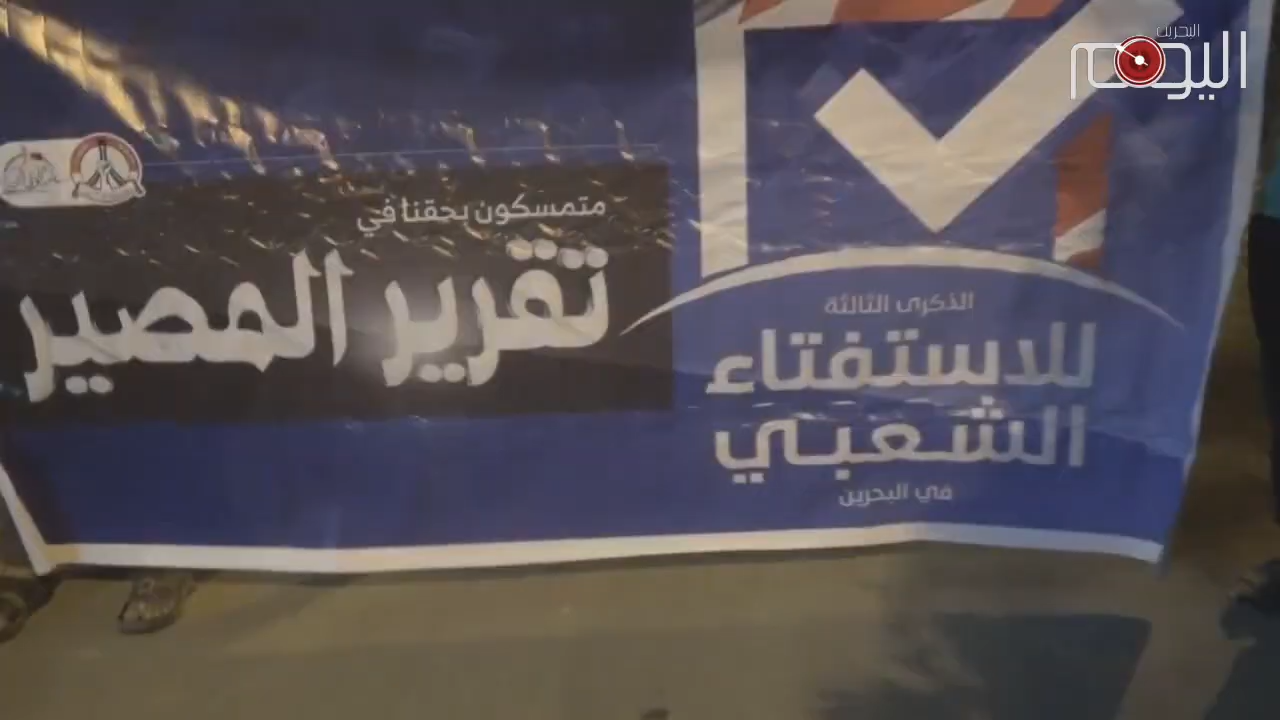 البحرين
اليوم
الذكرى الثالثة
للاستفتاء
الشعبي
في البحرين
متمسكون بحقنا في
تقرير المصير